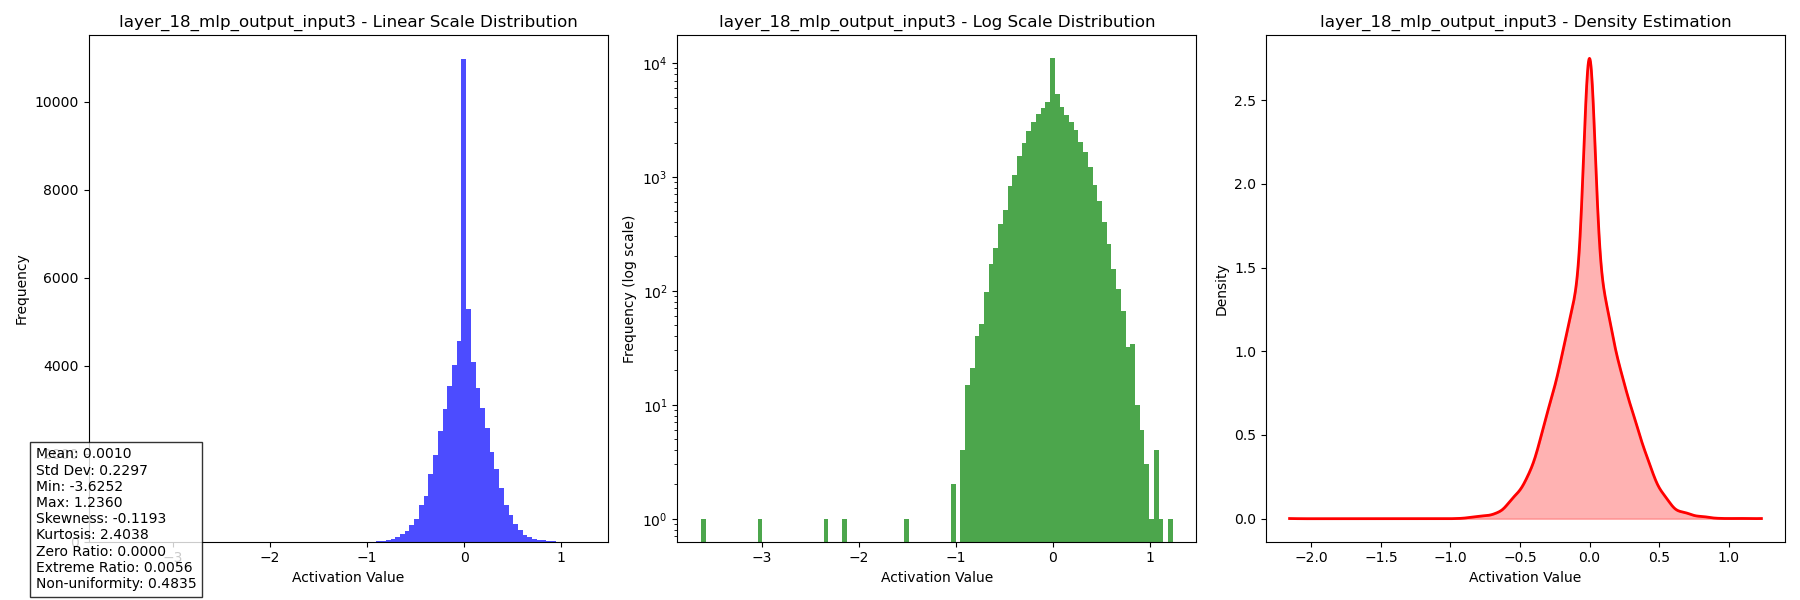 layer_18_mlp_output_input3 - Linear Scale Distribution
layer_18_mlp_output_input3 - Log Scale Distribution
layer_18_mlp_output_input3 - Density Estimation
10000
8000
6000
4000
Frequency
−2
−1
0
1
Activation Value
Mean: 0.0010
Std Dev: 0.2297
Min: -3.6252
Max: 1.2360
Skewness: -0.1193
Kurtosis: 2.4038
Zero Ratio: 0.0000
Extreme Ratio: 0.0056
Non-uniformity: 0.4835
10⁴
10³
10²
10¹
10⁰
Frequency (log scale)
−3
−2
−1
0
1
Activation Value
2.5
2.0
1.5
1.0
0.5
0.0
Density
−2.0
−1.5
−1.0
−0.5
0.0
0.5
1.0
Activation Value